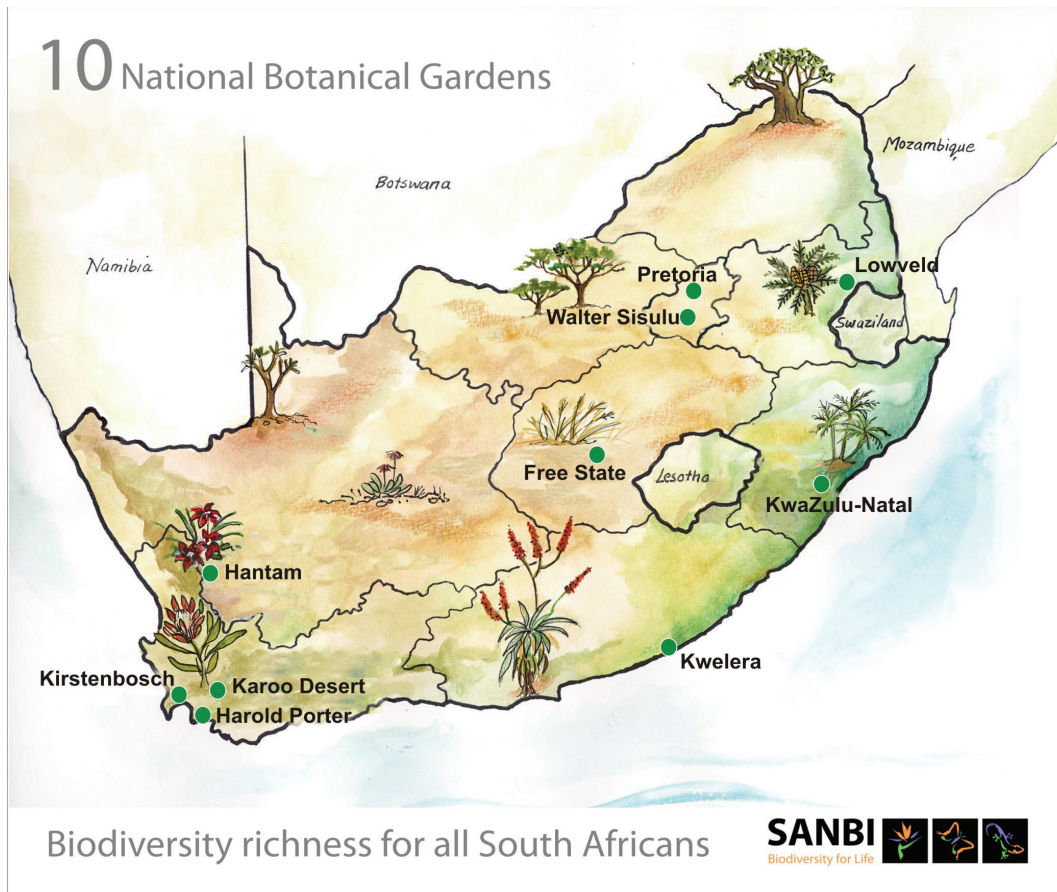 10 National Botanical Gardens
Mozambique
Botswana
Namibia
Pretoria
Lowveld
Walter Sisulu
Swaziland
Free State
Lesotho
KwaZulu-Natal
Hantam
Kwelera
Kirstenbosch
Karoo Desert
Harold Porter
Biodiversity richness for all South Africans
SANBI
Biodiversity for Life